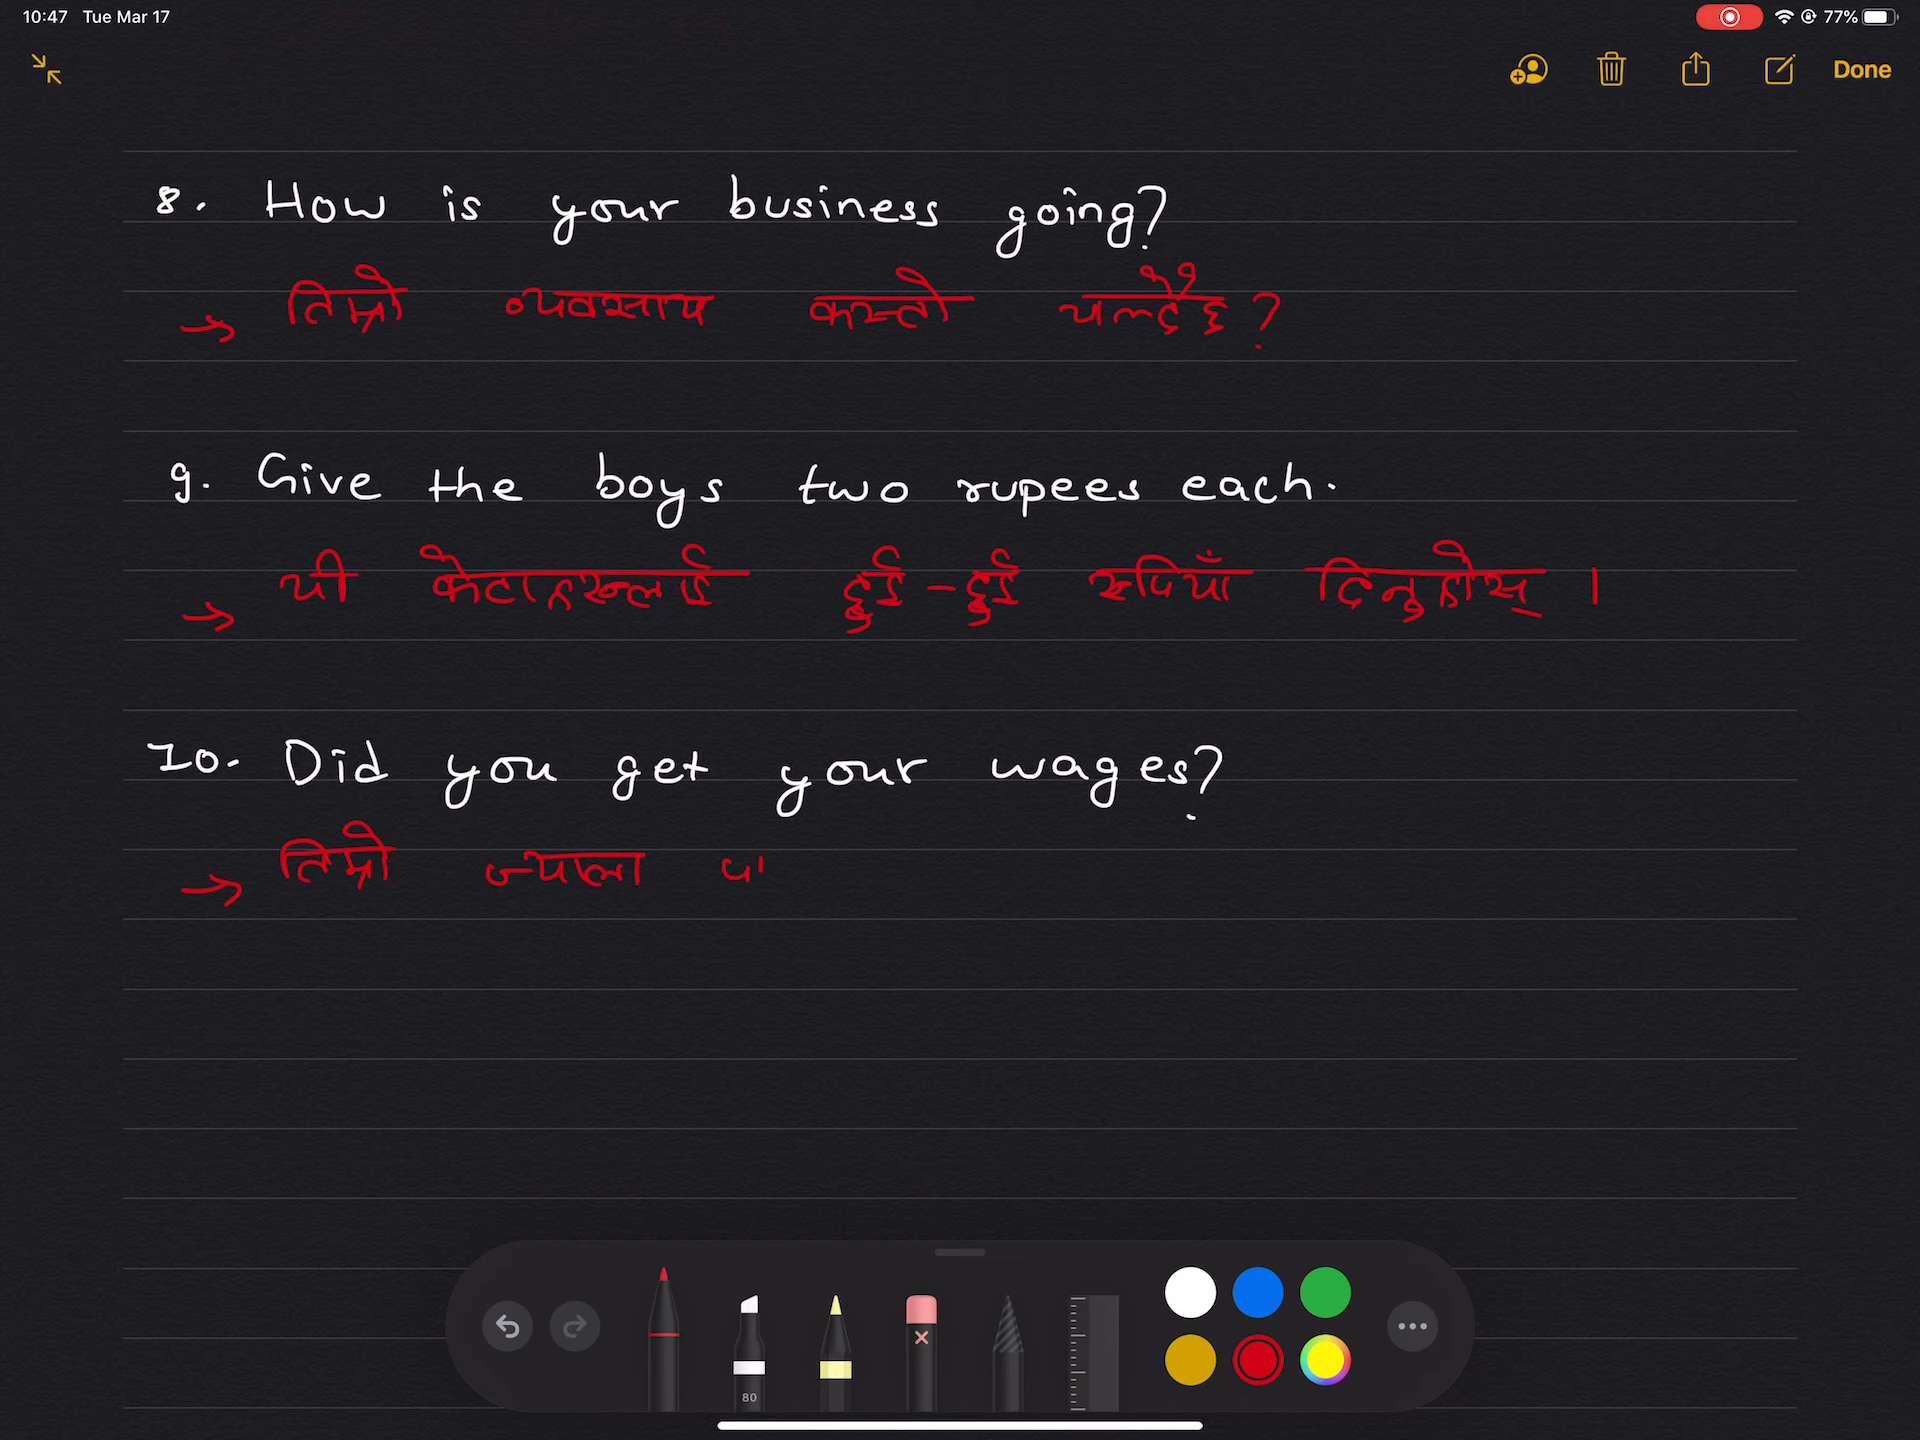 10:47 Tue Mar 17 77%
Done
8. How is your business going?
→ तिम्रो व्यवसाय कस्तो चल्दैछ ?
9. Give the boys two rupees each.
→ यी केटाहरूलाई दुई-दुई रूपियाँ दिनुहोस् ।
10. Did you get your wages?
→ तिम्रो ज्याला पा
80